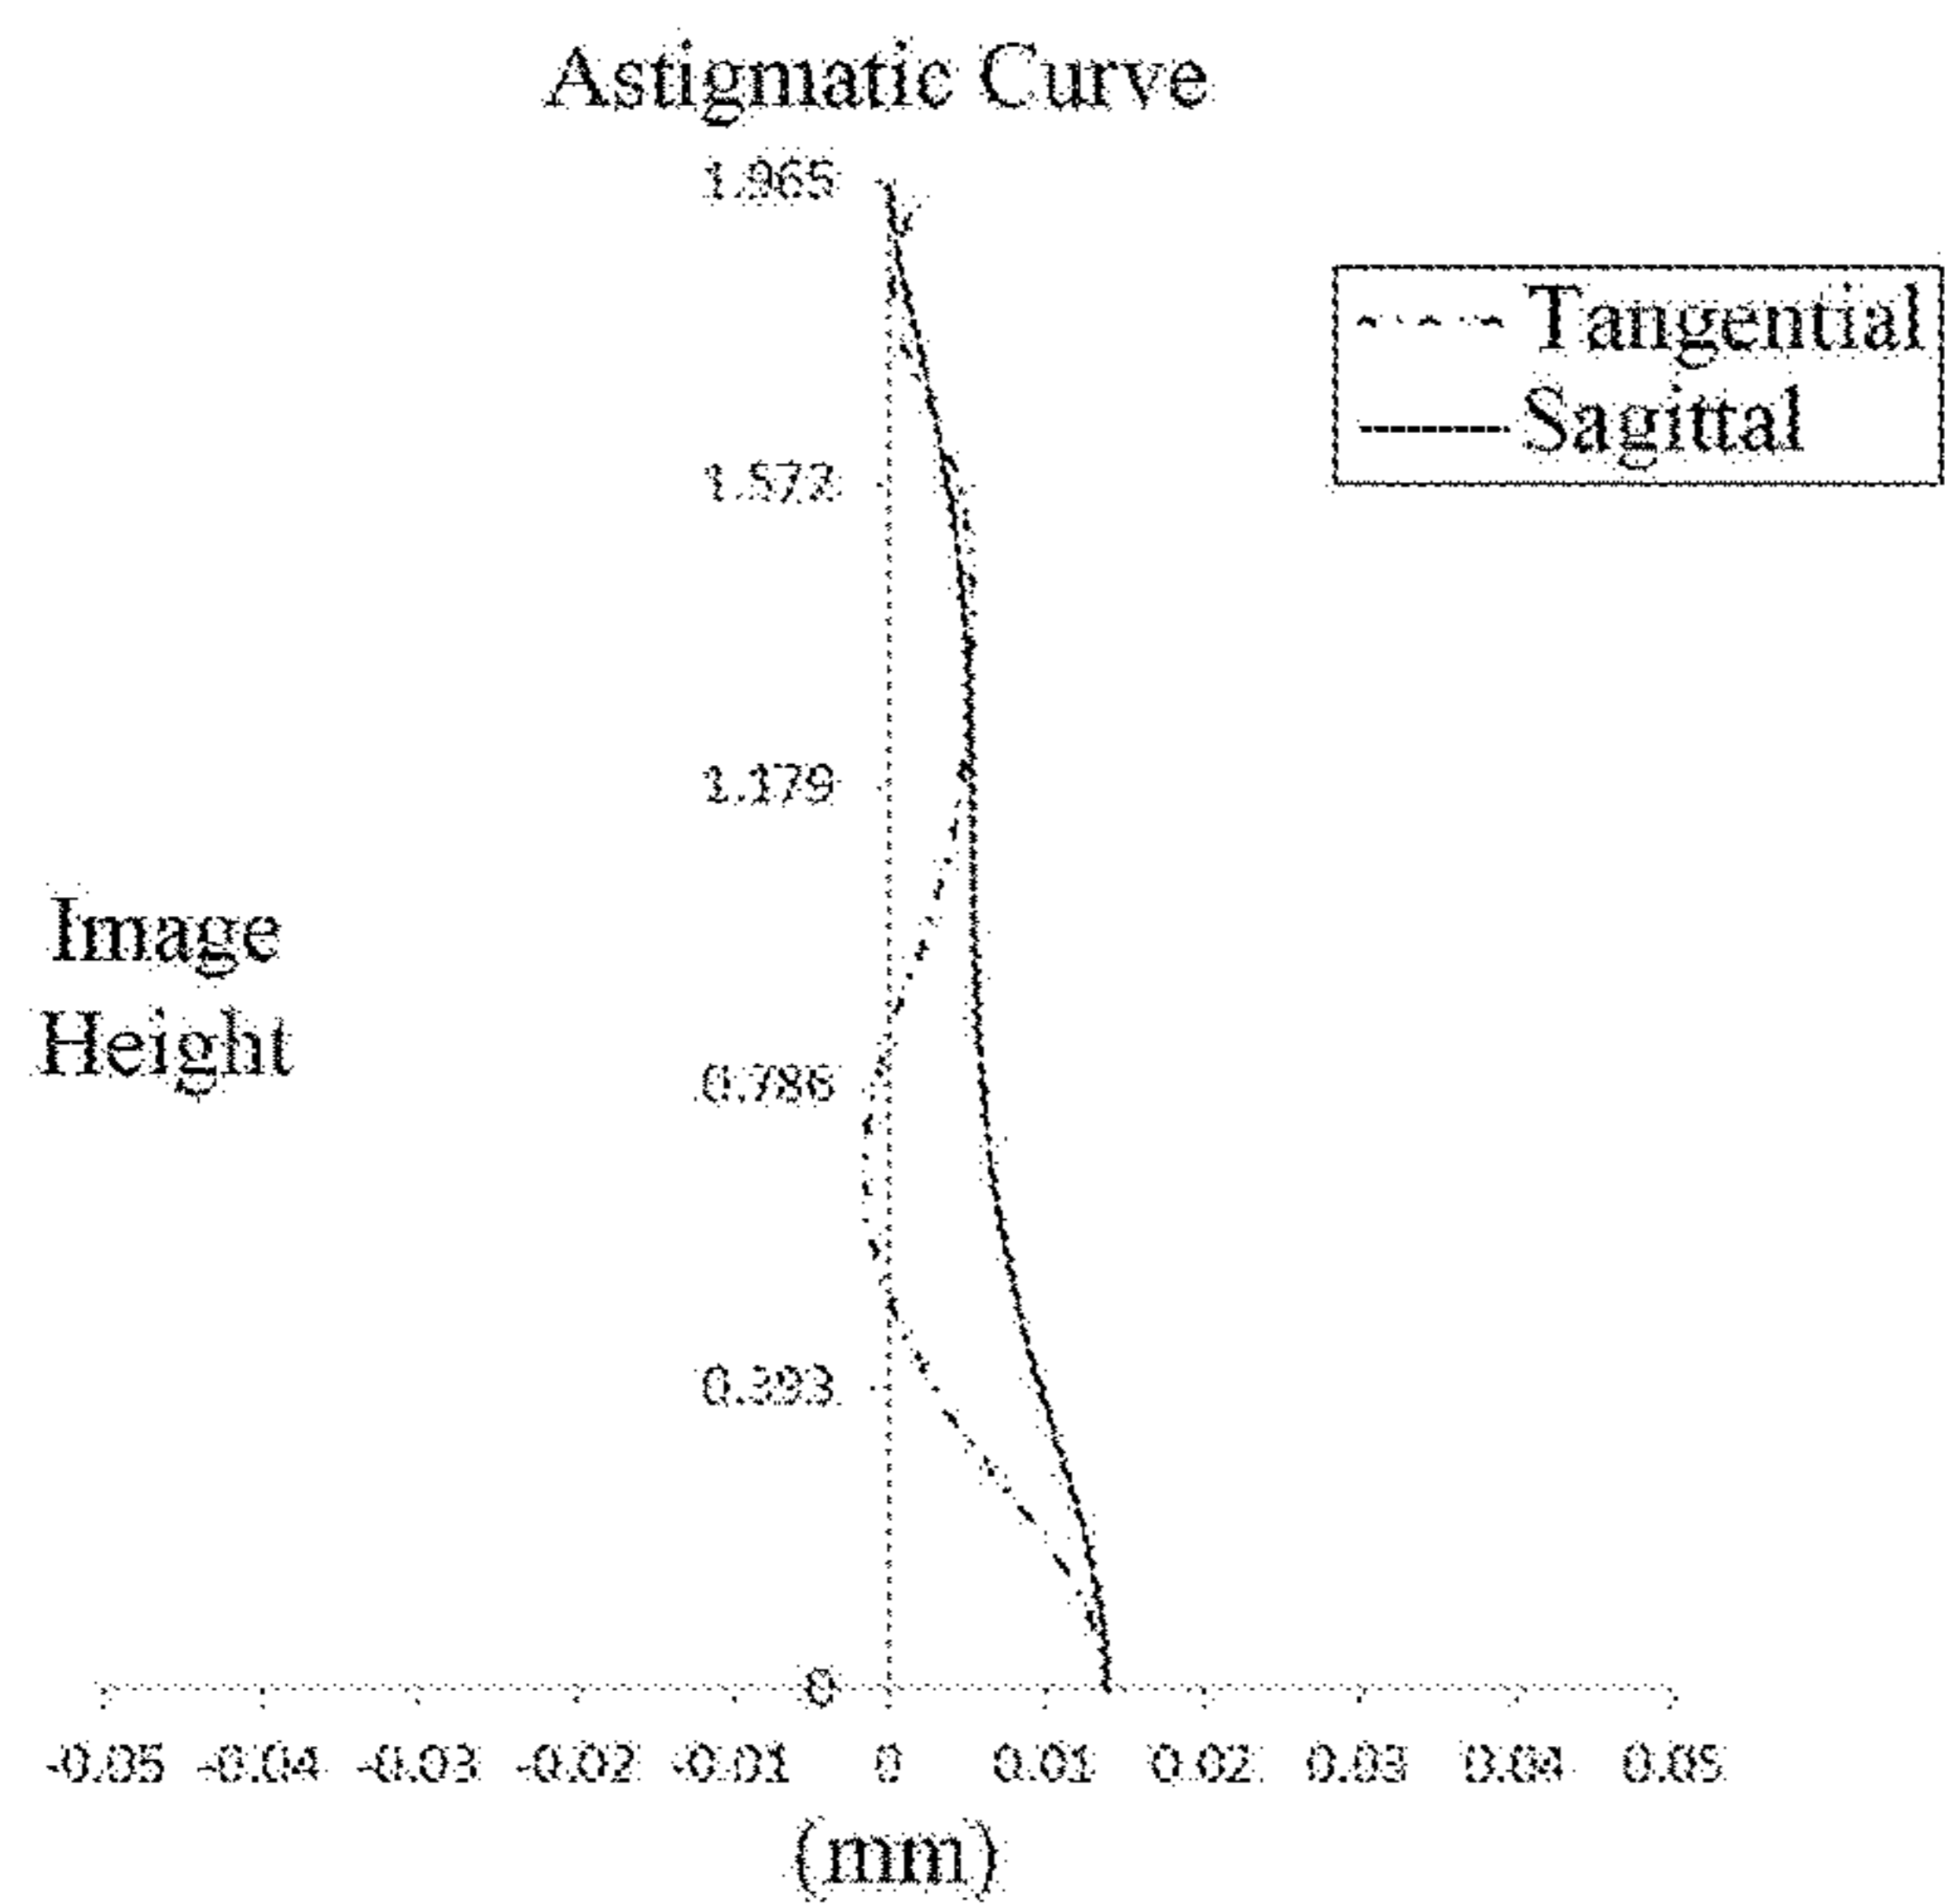 Astigmatic Curve
1.965
Tangential
Sagittal
1.572
1.179
Image
Height
0.786
0.393
0
-0.05 -0.04 -0.03 -0.02 -0.01 0 0.01 0.02 0.03 0.04 0.05
(mm)